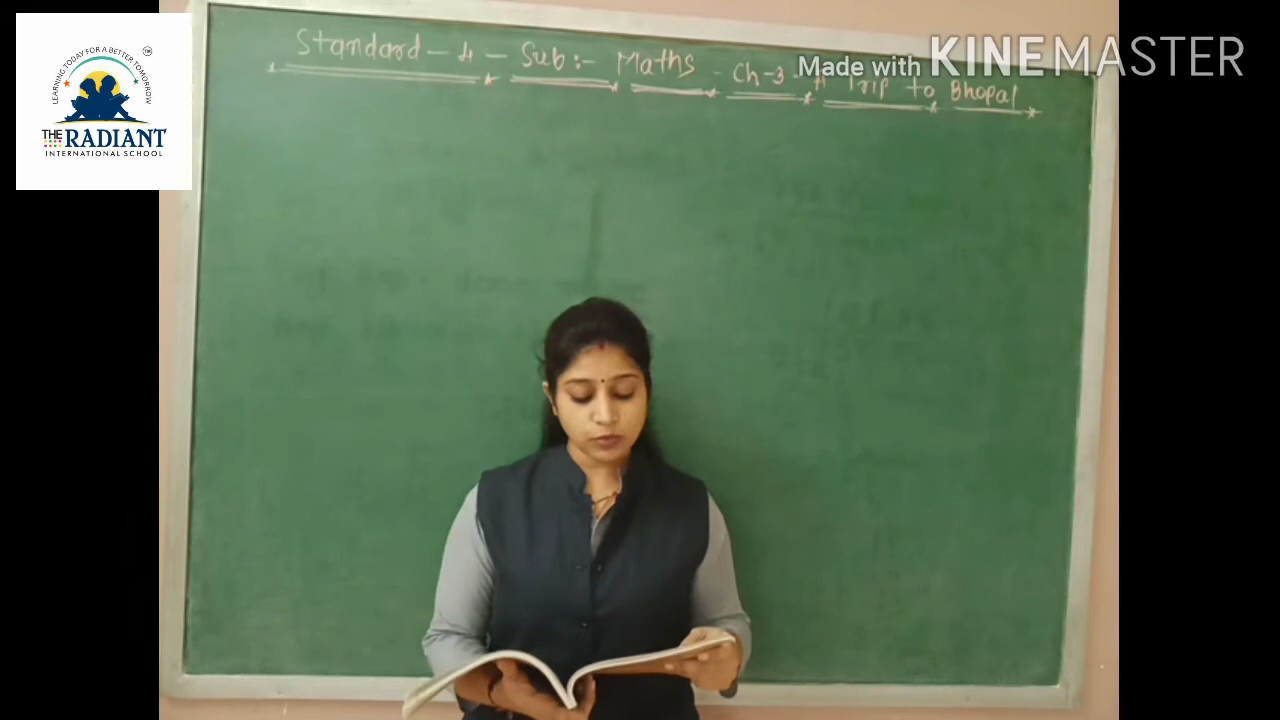 LEARNING TODAY FOR A BETTER TOMORROW
TM
THE RADIANT
INTERNATIONAL SCHOOL
Made with KINEMASTER
Standard - 4 - Sub:- Maths - Ch-3 - A Trip to Bhopal